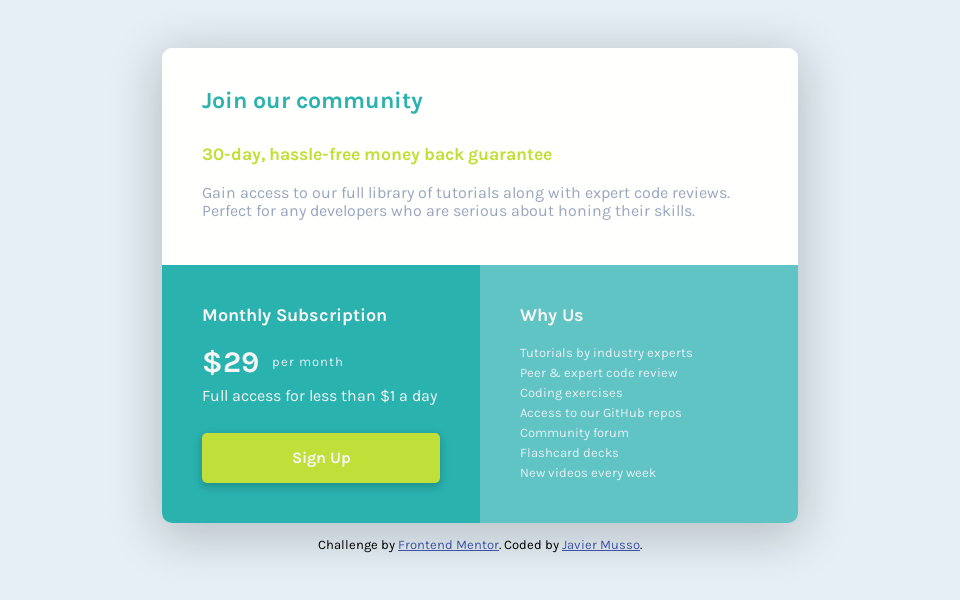 Join our community
30-day, hassle-free money back guarantee
Gain access to our full library of tutorials along with expert code reviews.
Perfect for any developers who are serious about honing their skills.
Monthly Subscription
$29 per month
Full access for less than $1 a day
Sign Up
Why Us
Tutorials by industry experts
Peer & expert code review
Coding exercises
Access to our GitHub repos
Community forum
Flashcard decks
New videos every week
Challenge by Frontend Mentor. Coded by Javier Musso.